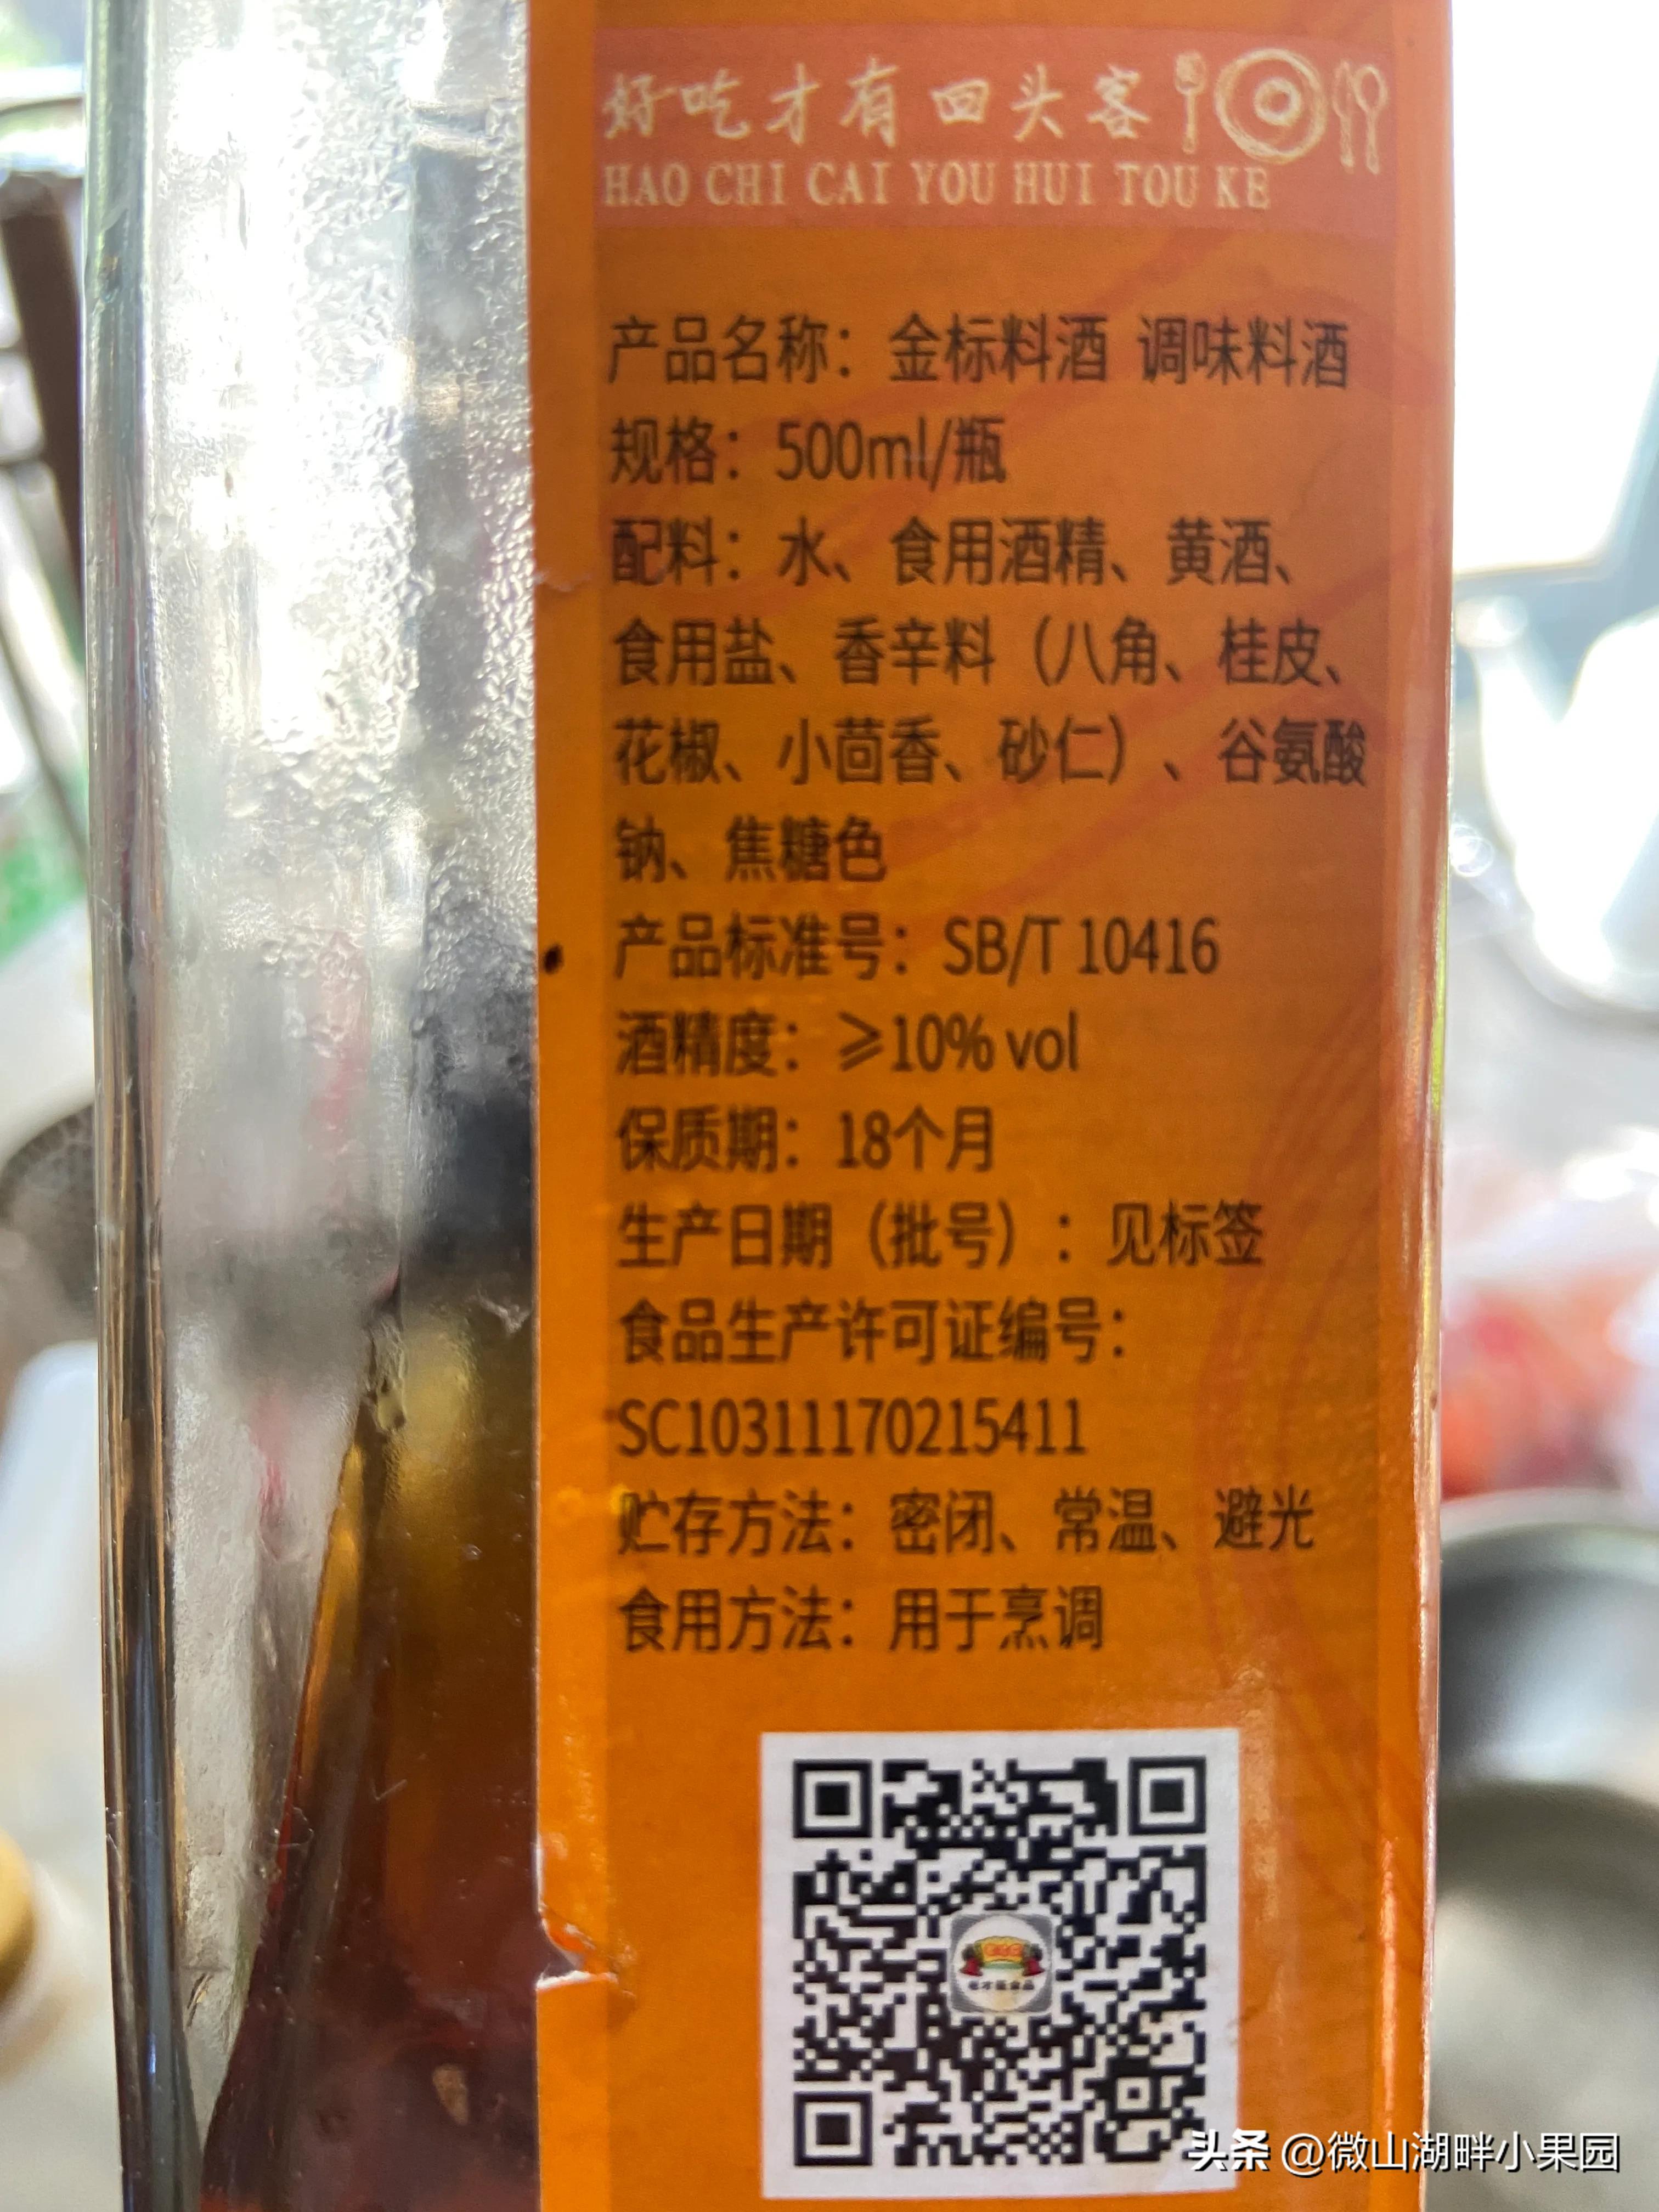 好吃才有回头客
HAO CHI CAI YOU HUI TOU KE
产品名称：金标料酒 调味料酒
规格：500ml/瓶
配料：水、食用酒精、黄酒、
食用盐、香辛料（八角、桂皮、
花椒、小茴香、砂仁）、谷氨酸
钠、焦糖色
产品标准号：SB/T 10416
酒精度：≥10% vol
保质期：18个月
生产日期（批号）：见标签
食品生产许可证编号：
SC10311170215411
贮存方法：密闭、常温、避光
食用方法：用于烹调
头条 @微山湖畔小果园